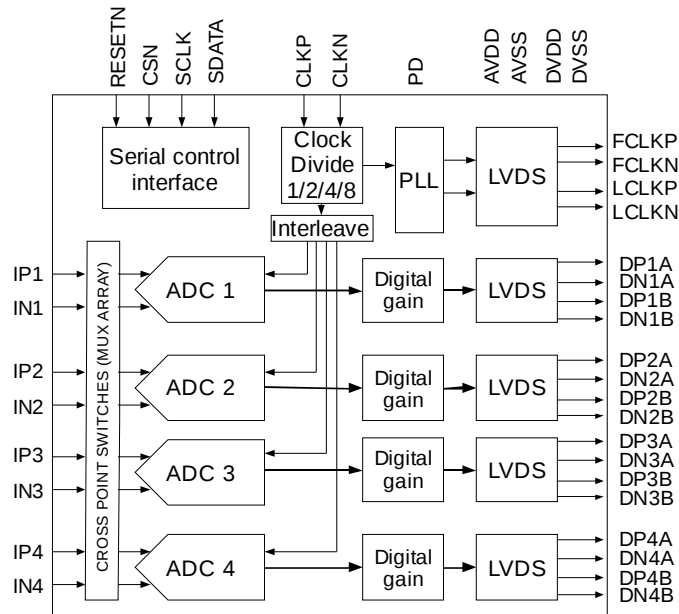 RESETN
CSN
SCLK
SDATA
CLKP
CLKN
PD
AVDD
AVSS
DVDD
DVSS
Serial control
interface
Clock
Divide
1/2/4/8
PLL
LVDS
FCLKP
FCLKN
LCLKP
LCLKN
Interleave
CROSS POINT SWITCHES (MUX ARRAY)
IP1
IN1
ADC 1
Digital
gain
LVDS
DP1A
DN1A
DP1B
DN1B
IP2
IN2
ADC 2
Digital
gain
LVDS
DP2A
DN2A
DP2B
DN2B
IP3
IN3
ADC 3
Digital
gain
LVDS
DP3A
DN3A
DP3B
DN3B
IP4
IN4
ADC 4
Digital
gain
LVDS
DP4A
DN4A
DP4B
DN4B